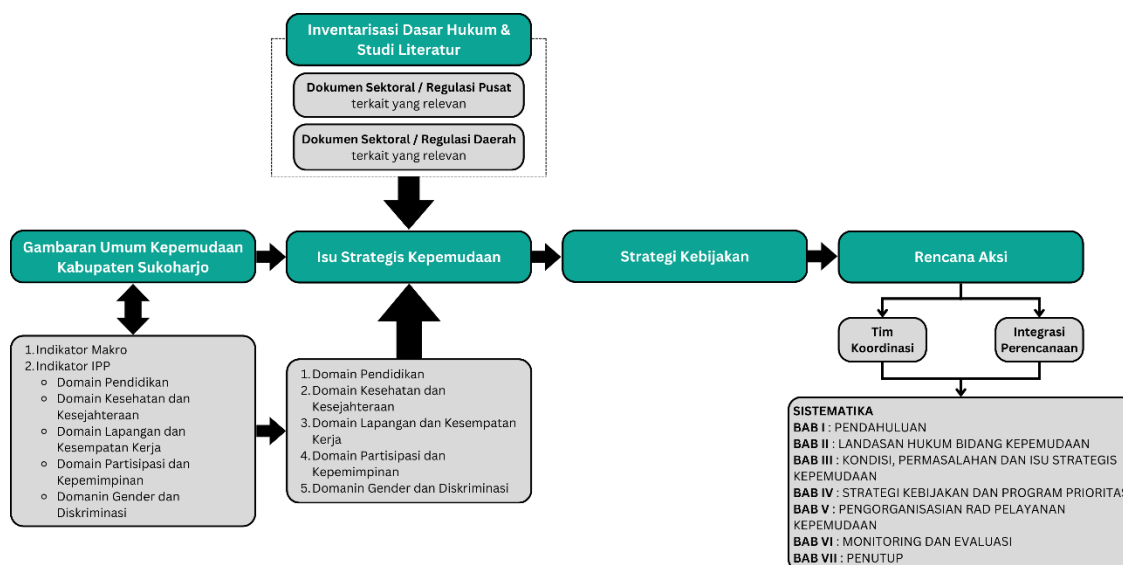 Inventarisasi Dasar Hukum &
Studi Literatur
Dokumen Sektoral / Regulasi Pusat
terkait yang relevan
Dokumen Sektoral / Regulasi Daerah
terkait yang relevan
Gambaran Umum Kepemudaan
Kabupaten Sukoharjo
Isu Strategis Kepemudaan
Strategi Kebijakan
Rencana Aksi
1. Indikator Makro
2. Indikator IPP
Domain Pendidikan
Domain Kesehatan dan
Kesejahteraan
Domain Lapangan dan
Kesempatan Kerja
Domain Partisipasi dan
Kepemimpinan
Domanin Gender dan
Diskriminasi
1. Domain Pendidikan
2. Domain Kesehatan dan
Kesejahteraan
3. Domain Lapangan dan Kesempatan
Kerja
4. Domain Partisipasi dan
Kepemimpinan
5. Domanin Gender dan Diskriminasi
Tim
Koordinasi
Integrasi
Perencanaan
SISTEMATIKA
BAB I : PENDAHULUAN
BAB II : LANDASAN HUKUM BIDANG KEPEMUDAAN
BAB III : KONDISI, PERMASALAHAN DAN ISU STRATEGIS
KEPEMUDAAN
BAB IV : STRATEGI KEBIJAKAN DAN PROGRAM PRIORITAS
BAB V : PENGORGANISASIAN RAD PELAYANAN
KEPEMUDAAN
BAB VI : MONITORING DAN EVALUASI
BAB VII : PENUTUP